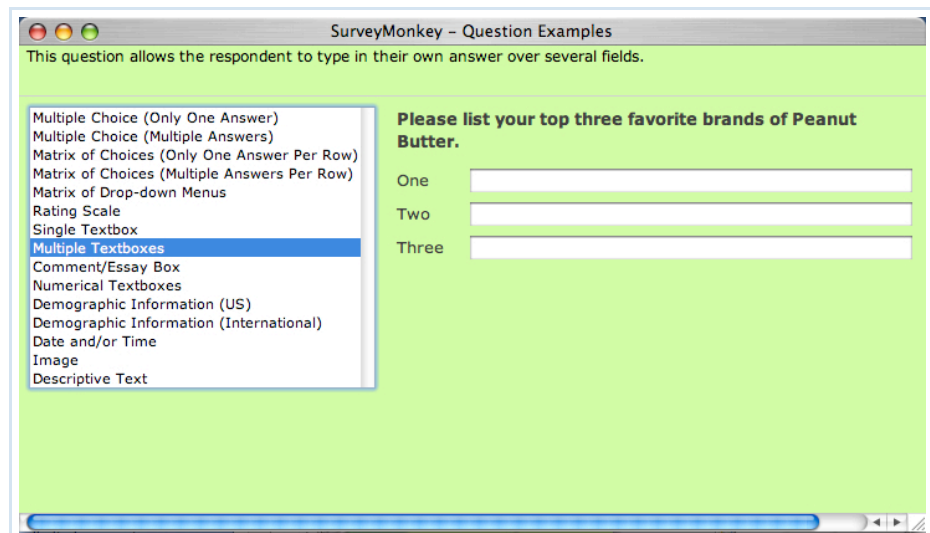 SurveyMonkey – Question Examples
This question allows the respondent to type in their own answer over several fields.
Multiple Choice (Only One Answer)
Multiple Choice (Multiple Answers)
Matrix of Choices (Only One Answer Per Row)
Matrix of Choices (Multiple Answers Per Row)
Matrix of Drop-down Menus
Rating Scale
Single Textbox
Multiple Textboxes
Comment/Essay Box
Numerical Textboxes
Demographic Information (US)
Demographic Information (International)
Date and/or Time
Image
Descriptive Text
Please list your top three favorite brands of Peanut
Butter.
One
Two
Three